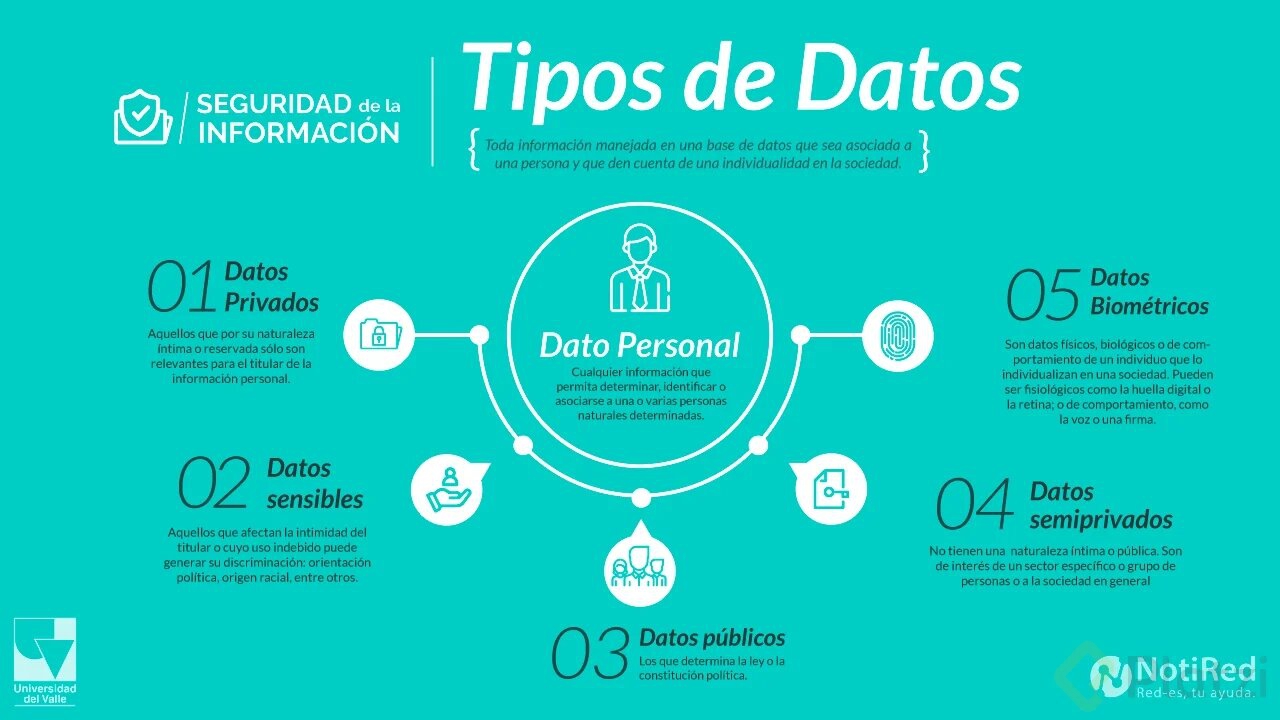 SEGURIDAD de la
INFORMACIÓN
Tipos de Datos
{ Toda información manejada en una base de datos que sea asociada a
una persona y que den cuenta de una individualidad en la sociedad. }
Dato Personal
Cualquier información que
permita determinar, identificar o
asociarse a una o varias personas
naturales determinadas.
01 Datos
Privados
Aquellos que por su naturaleza
íntima o reservada sólo son
relevantes para el titular de la
información personal.
02 Datos
sensibles
Aquellos que afectan la intimidad del
titular o cuyo uso indebido puede
generar su discriminación: orientación
política, origen racial, entre otros.
03 Datos públicos
Los que determina la ley o la
constitución política.
04 Datos
semiprivados
No tienen una naturaleza íntima o pública. Son
de interés de un sector específico o grupo de
personas o a la sociedad en general
05 Datos
Biométricos
Son datos físicos, biológicos o de com-
portamiento de un individuo que lo
individualizan en una sociedad. Pueden
ser fisiológicos como la huella digital o
la retina; o de comportamiento, como
la voz o una firma.
Universidad
del Valle
NotiRed
Red-es, tu ayuda.